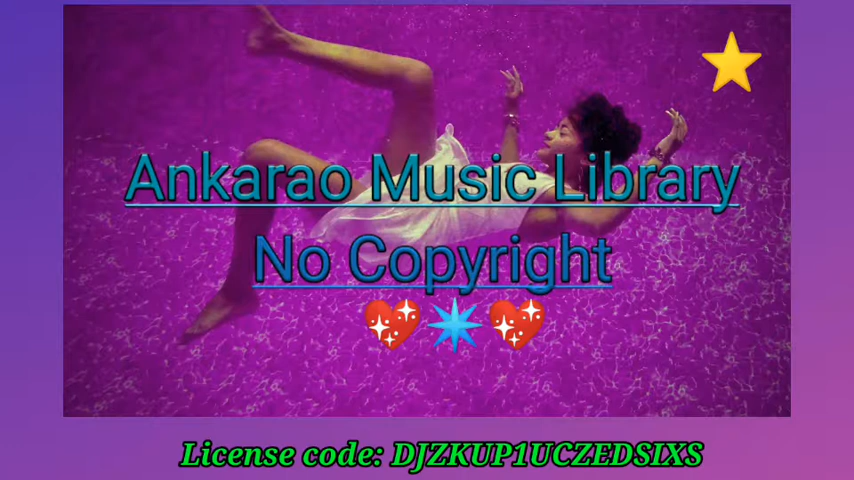 Ankarao Music Library
No Copyright
License code: DJZKUP1UCZEDSIXS